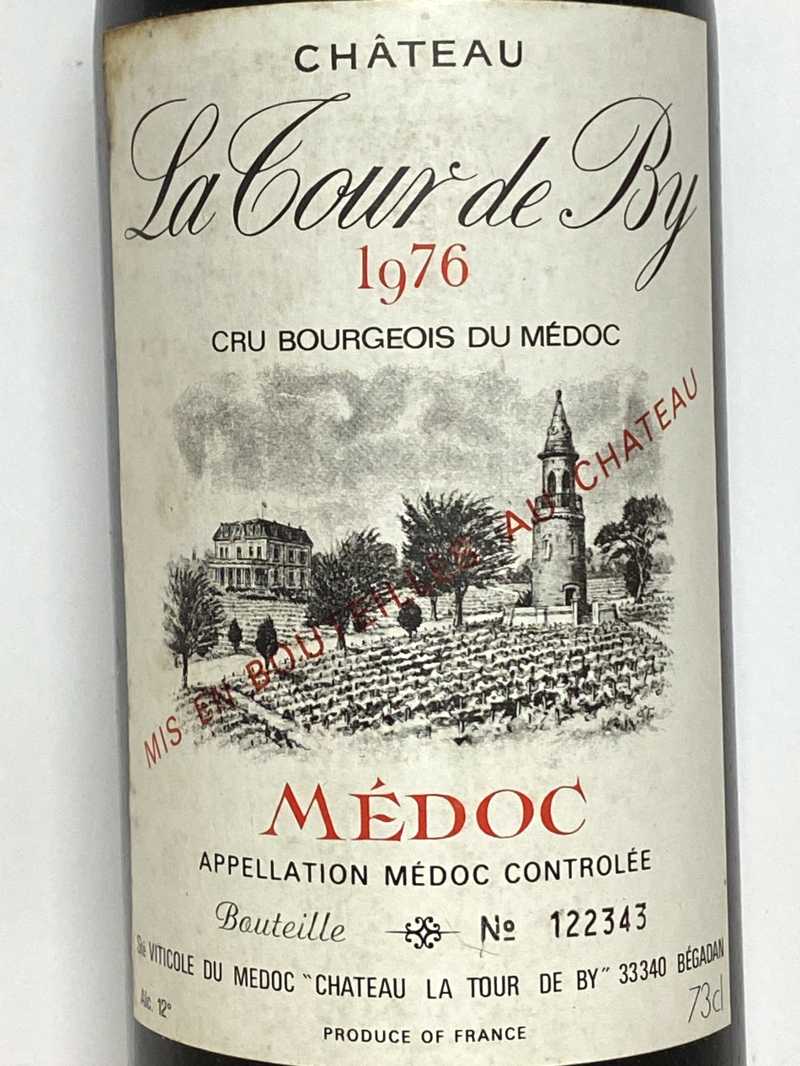 CHÂTEAU
La Tour de By
1976
CRU BOURGEOIS DU MÉDOC
MIS EN BOUTEILLES AU CHATEAU
MÉDOC
APPELLATION MÉDOC CONTROLÉE
Bouteille Nº 122343
Sté VITICOLE DU MEDOC "CHATEAU LA TOUR DE BY" 33340 BÉGADAN
Alc. 12° 73cl
PRODUCE OF FRANCE